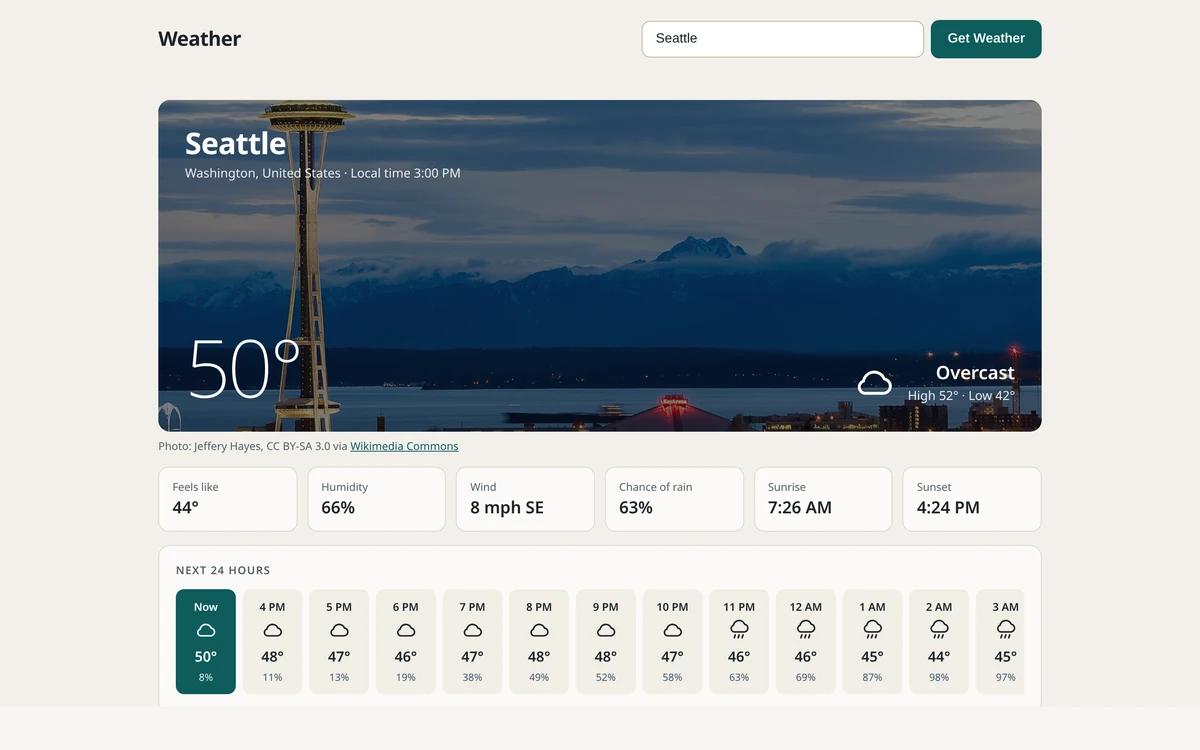 Weather
Seattle
Get Weather
Seattle
Washington, United States · Local time 3:00 PM
50°
Overcast
High 52° · Low 42°
Photo: Jeffery Hayes, CC BY-SA 3.0 via Wikimedia Commons
Feels like
44°
Humidity
66%
Wind
8 mph SE
Chance of rain
63%
Sunrise
7:26 AM
Sunset
4:24 PM
NEXT 24 HOURS
Now 4 PM 5 PM 6 PM 7 PM 8 PM 9 PM 10 PM 11 PM 12 AM 1 AM 2 AM 3 AM
50° 48° 47° 46° 47° 48° 48° 47° 46° 46° 45° 44° 45°
8% 11% 13% 19% 38% 49% 52% 58% 63% 69% 87% 98% 97%